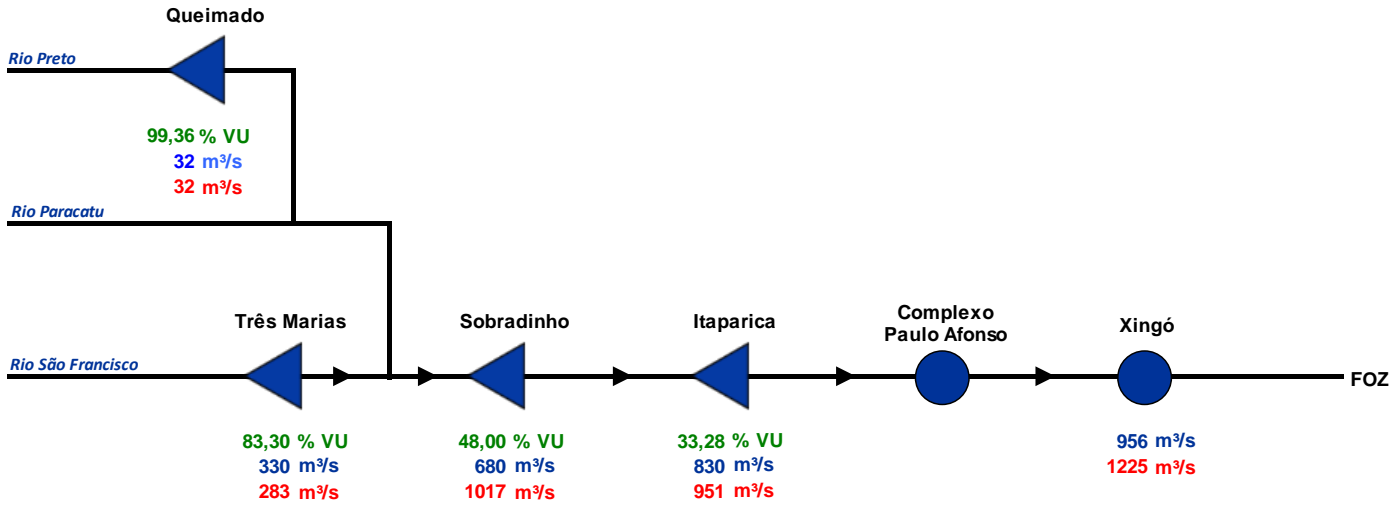 Queimado
Rio Preto
99,36 % VU
32 m³/s
32 m³/s
Rio Paracatu
Três Marias
Sobradinho
Itaparica
Complexo
Paulo Afonso
Xingó
Rio São Francisco
FOZ
83,30 % VU
330 m³/s
283 m³/s
48,00 % VU
680 m³/s
1017 m³/s
33,28 % VU
830 m³/s
951 m³/s
956 m³/s
1225 m³/s